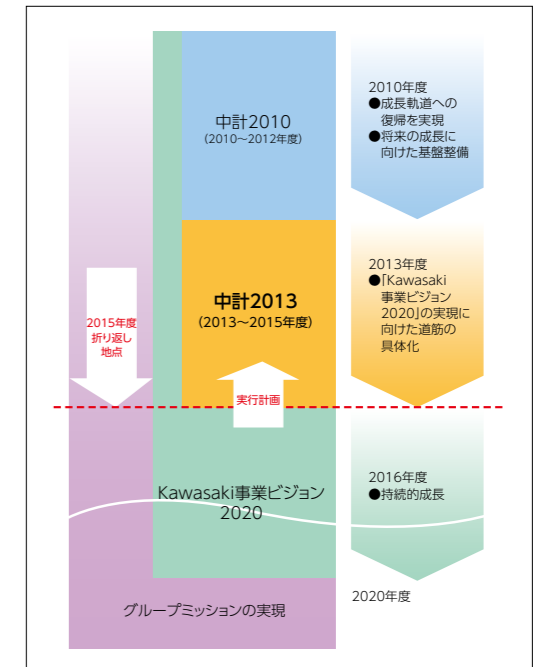 中計2010
(2010〜2012年度)
2010年度
●成長軌道への
復帰を実現
●将来の成長に
向けた基盤整備
中計2013
(2013〜2015年度)
2013年度
●「Kawasaki
事業ビジョン
2020」の実現に
向けた道筋の
具体化
2015年度
折り返し
地点
実行計画
Kawasaki事業ビジョン
2020
2016年度
●持続的成長
2020年度
グループミッションの実現